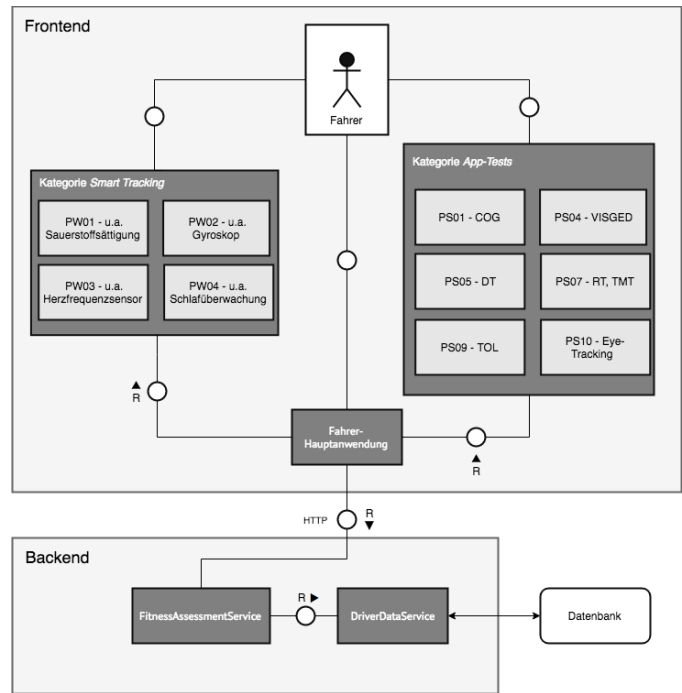 Frontend
Fahrer
Kategorie Smart Tracking
PW01 - u.a.
Sauerstoffsättigung
PW02 - u.a.
Gyroskop
PW03 - u.a.
Herzfrequenzsensor
PW04 - u.a.
Schlafüberwachung
Kategorie App-Tests
PS01 - COG
PS04 - VISGED
PS05 - DT
PS07 - RT, TMT
PS09 - TOL
PS10 - Eye-
Tracking
R
Fahrer-
Hauptanwendung
R
HTTP
R
Backend
FitnessAssessmentService
R
DriverDataService
Datenbank